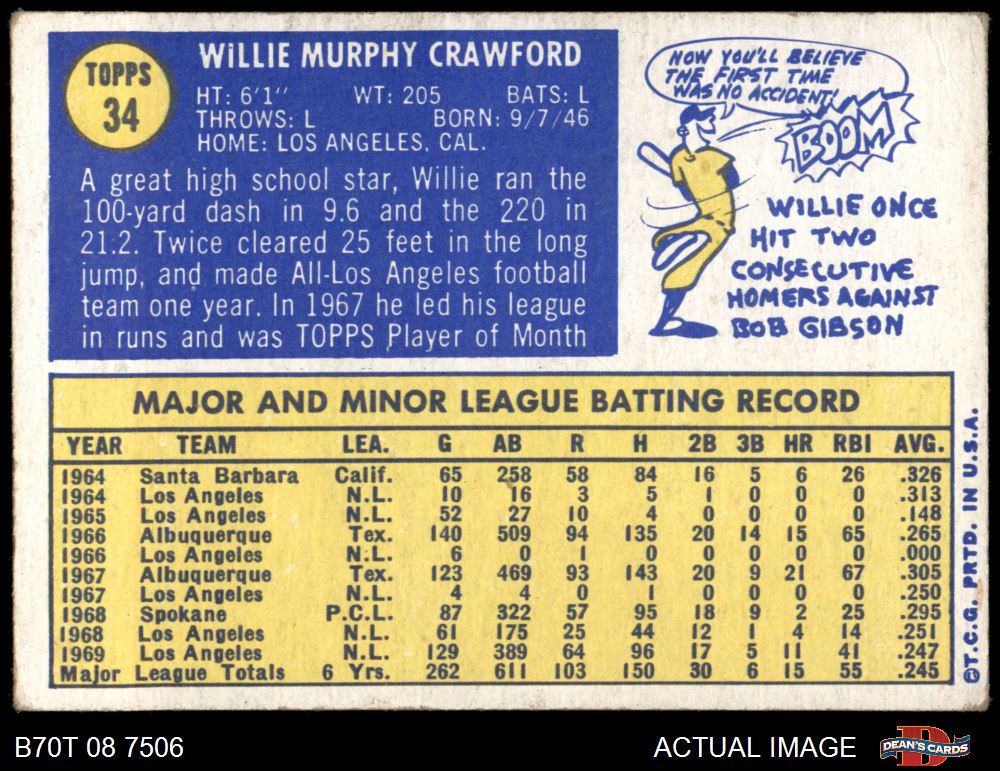 TOPPS
34
WiLLIE MURPHY CRAWFORD
HT: 6'1" WT: 205 BATS: L
THROWS: L BORN: 9/7/46
HOME: LOS ANGELES, CAL.
A great high school star, Willie ran the
100-yard dash in 9.6 and the 220 in
21.2. Twice cleared 25 feet in the long
jump, and made All-Los Angeles football
team one year. In 1967 he led his league
in runs and was TOPPS Player of Month
NOW YOU'LL BELIEVE
THE FIRST TIME
WAS NO ACCIDENT!
BOOM
WILLIE ONCE
HIT TWO
CONSECUTIVE
HOMERS AGAINST
BOB GIBSON
MAJOR AND MINOR LEAGUE BATTING RECORD
YEAR TEAM LEA. G AB R H 2B 3B HR RBI AVG.
1964 Santa Barbara Calif. 65 258 58 84 16 5 6 26 .326
1964 Los Angeles N.L. 10 16 3 5 1 0 0 0 .313
1965 Los Angeles N.L. 52 27 10 4 0 0 0 0 .148
1966 Albuquerque Tex. 140 509 94 135 20 14 15 65 .265
1966 Los Angeles N.L. 6 0 1 0 0 0 0 0 .000
1967 Albuquerque Tex. 123 469 93 143 20 9 21 67 .305
1967 Los Angeles N.L. 4 4 0 1 0 0 0 0 .250
1968 Spokane P.C.L. 87 322 57 95 18 9 2 25 .295
1968 Los Angeles N.L. 61 175 25 44 12 1 4 14 .251
1969 Los Angeles N.L. 129 389 64 96 17 5 11 41 .247
Major League Totals 6 Yrs. 262 611 103 150 30 6 15 55 .245
©T.C.G. PRTD. IN U.S.A.
B70T 08 7506
ACTUAL IMAGE
D
DEAN'S CARDS